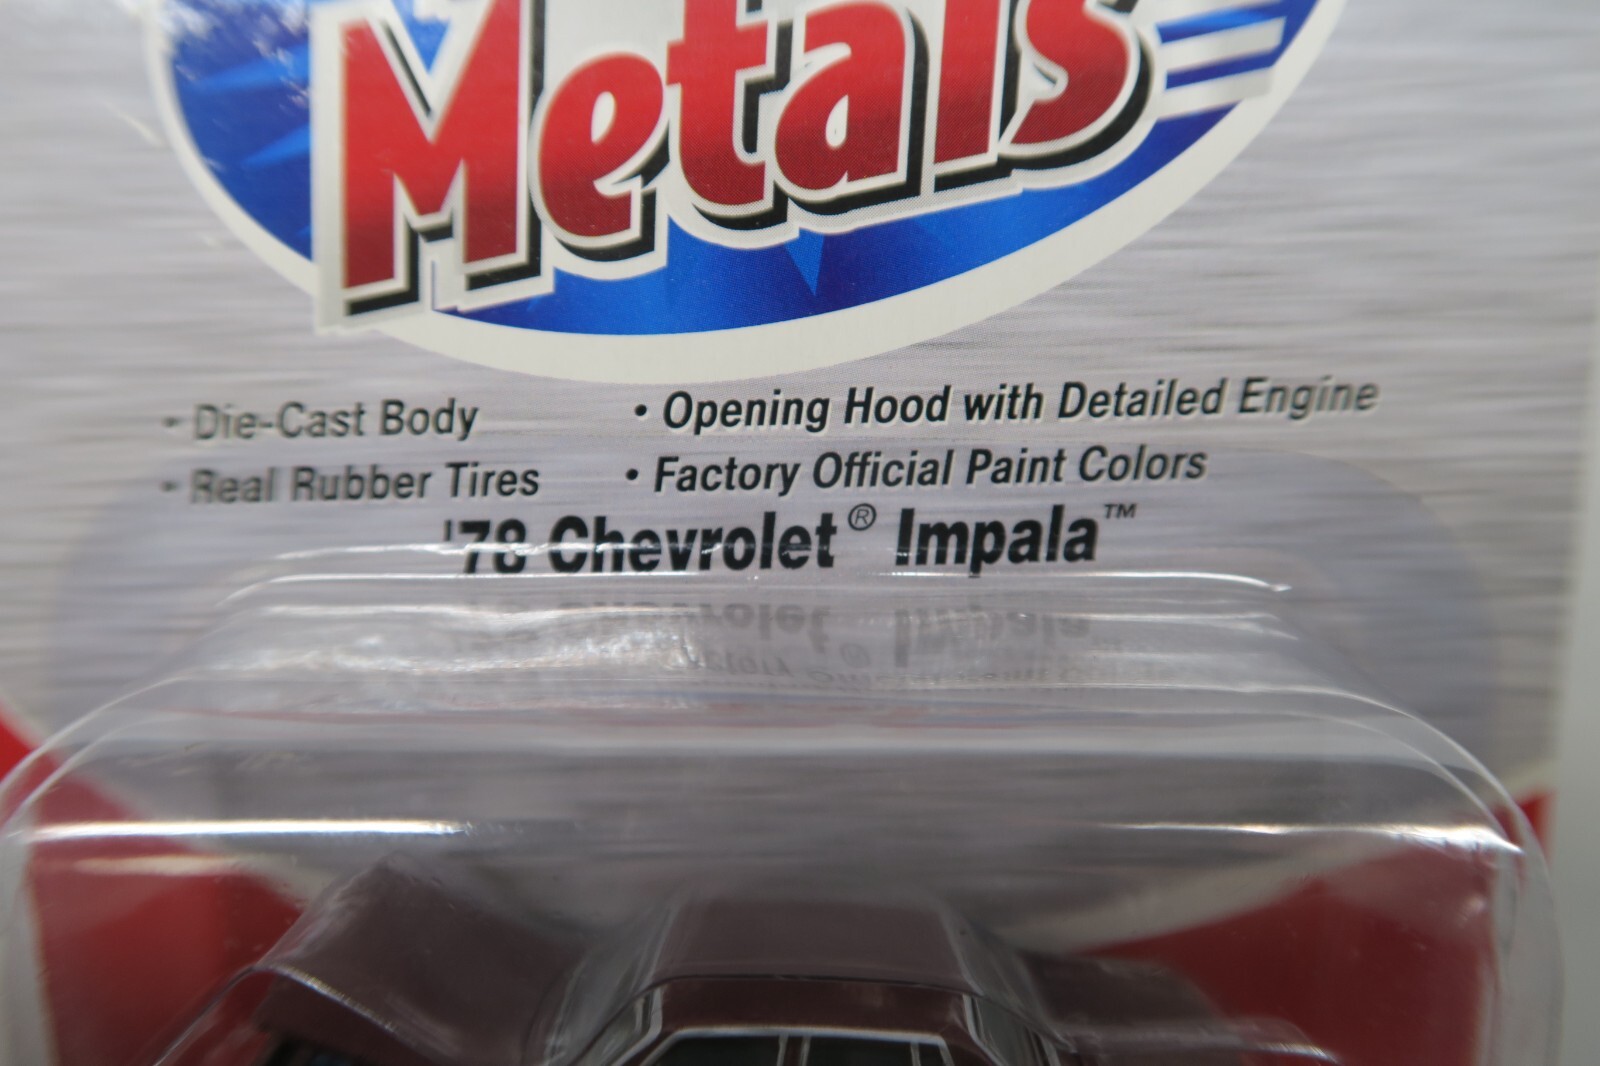 Metals
• Die-Cast Body
• Opening Hood with Detailed Engine
• Real Rubber Tires
• Factory Official Paint Colors
'78 Chevrolet® Impala™